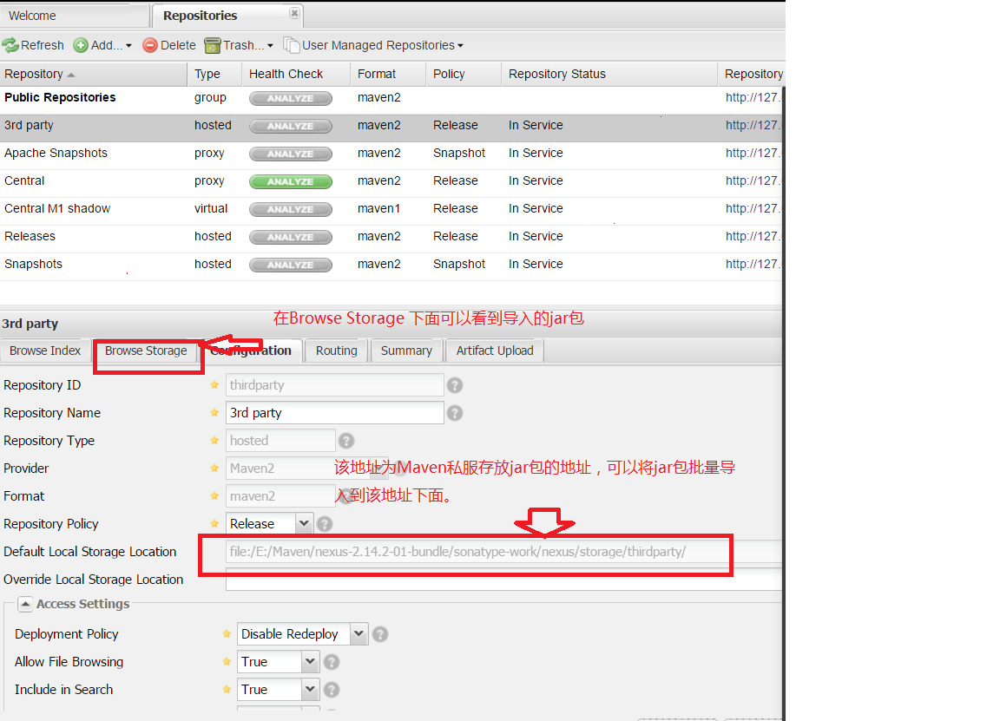 Welcome Repositories
Refresh Add... Delete Trash... User Managed Repositories
Repository Type Health Check Format Policy Repository Status Repository
Public Repositories group ANALYZE maven2 http://127.
3rd party hosted ANALYZE maven2 Release In Service http://127.
Apache Snapshots proxy ANALYZE maven2 Snapshot In Service http://127.
Central proxy ANALYZE maven2 Release In Service http://127.
Central M1 shadow virtual ANALYZE maven1 Release In Service http://127.
Releases hosted ANALYZE maven2 Release In Service http://127.
Snapshots hosted ANALYZE maven2 Snapshot In Service http://127.
在Browse Storage 下面可以看到导入的jar包
3rd party
Browse Index Browse Storage Configuration Routing Summary Artifact Upload
Repository ID thirdparty
Repository Name 3rd party
Repository Type hosted
Provider Maven2
该地址为Maven私服存放jar包的地址，可以将jar包批量导
Format maven2
入到该地址下面。
Repository Policy Release
Default Local Storage Location file:/E:/Maven/nexus-2.14.2-01-bundle/sonatype-work/nexus/storage/thirdparty/
Override Local Storage Location
Access Settings
Deployment Policy Disable Redeploy
Allow File Browsing True
Include in Search True